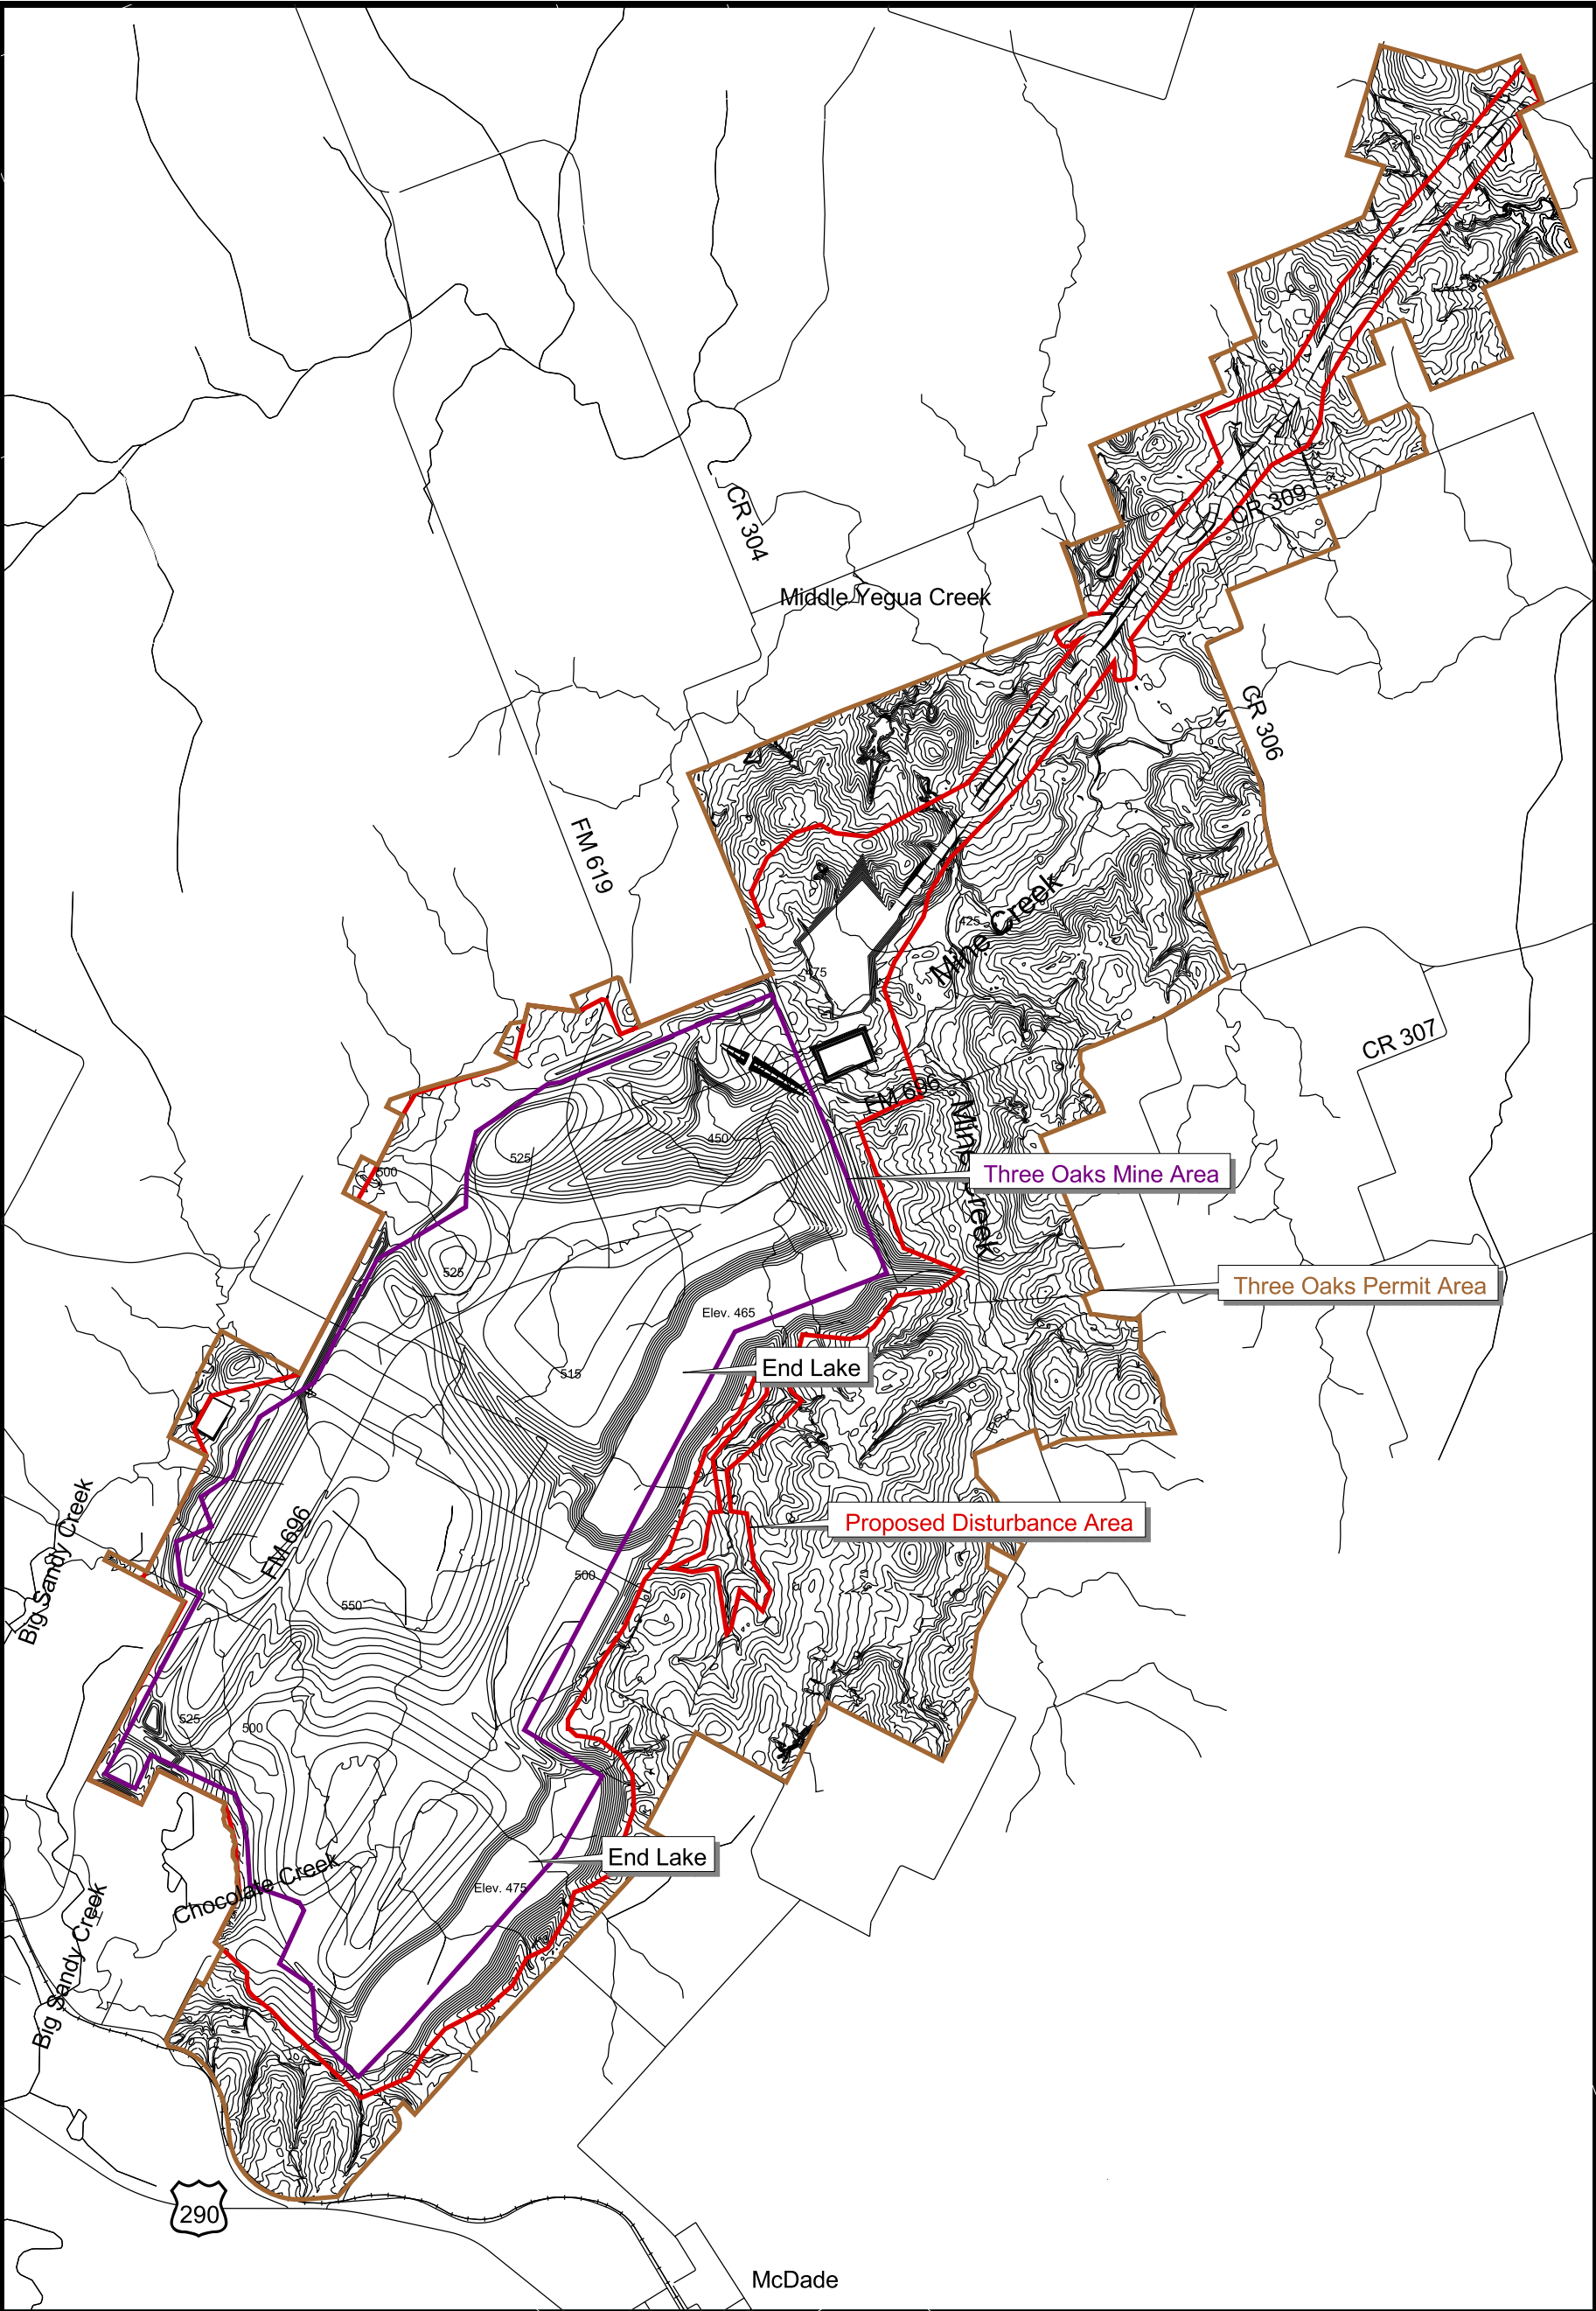 CR 304
CR 309
Middle Yegua Creek
CR 306
FM 619
Mine Creek
425
475
CR 307
FM 696
Mine Creek
450
525
500
Three Oaks Mine Area
525
Three Oaks Permit Area
Elev. 465
End Lake
515
Big Sandy Creek
FM 696
Proposed Disturbance Area
500
550
525
500
End Lake
Chocolate Creek
Elev. 475
Big Sandy Creek
290
McDade